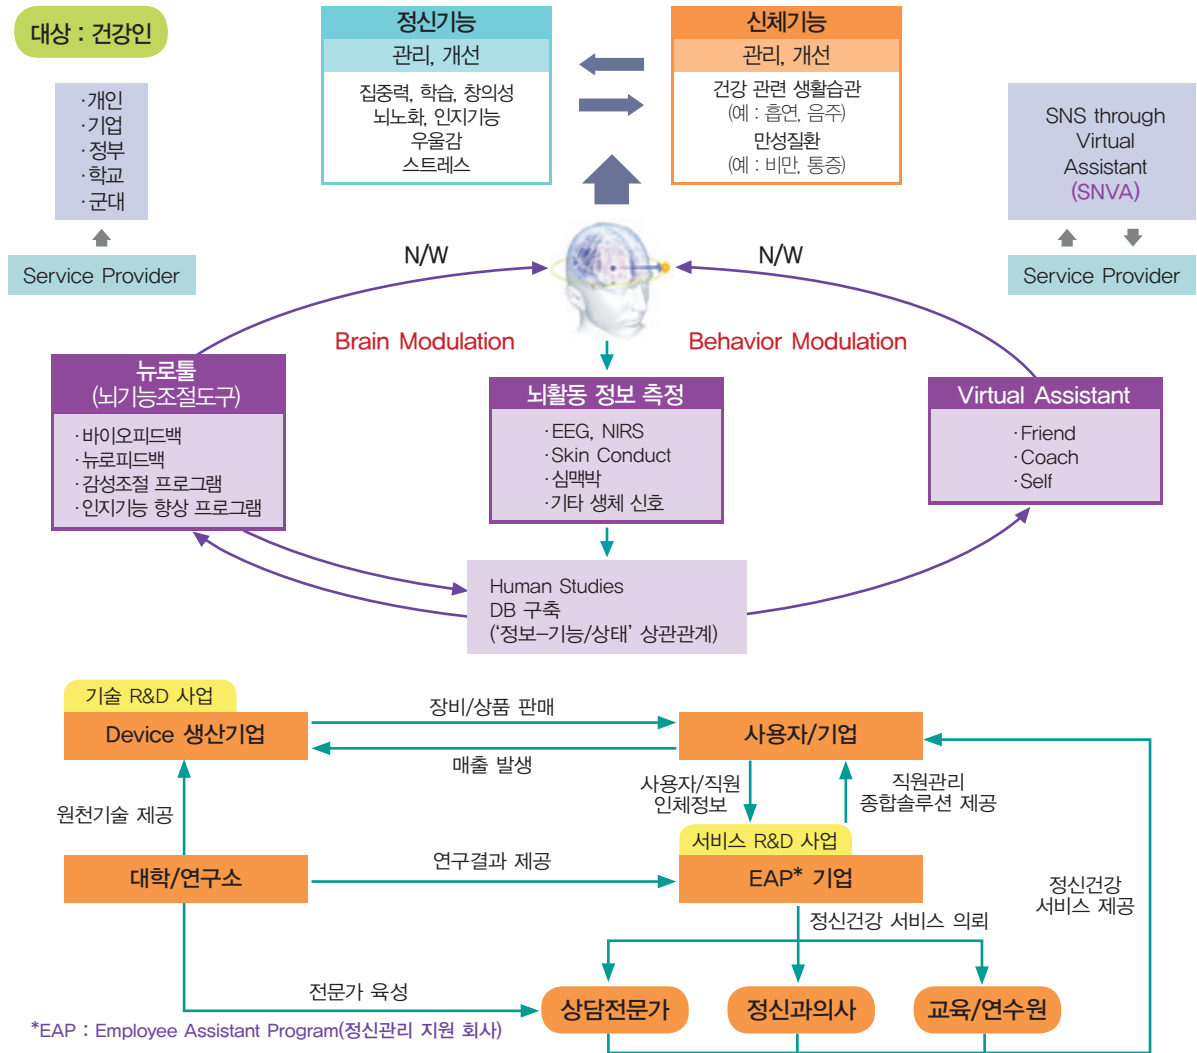 대상 : 건강인
·개인
·기업
·정부
·학교
·군대
Service Provider
정신기능
관리, 개선
집중력, 학습, 창의성
뇌노화, 인지기능
우울감
스트레스
신체기능
관리, 개선
건강 관련 생활습관
(예 : 흡연, 음주)
만성질환
(예 : 비만, 통증)
SNS through
Virtual
Assistant
(SNVA)
Service Provider
N/W
N/W
Brain Modulation
Behavior Modulation
뉴로툴
(뇌기능조절도구)
·바이오피드백
·뉴로피드백
·감성조절 프로그램
·인지기능 향상 프로그램
뇌활동 정보 측정
·EEG, NIRS
·Skin Conduct
·심맥박
·기타 생체 신호
Virtual Assistant
·Friend
·Coach
·Self
Human Studies
DB 구축
(‘정보–기능/상태’ 상관관계)
기술 R&D 사업
Device 생산기업
장비/상품 판매
매출 발생
사용자/기업
사용자/직원
인체정보
직원관리
종합솔루션 제공
원천기술 제공
서비스 R&D 사업
대학/연구소
연구결과 제공
EAP* 기업
정신건강
서비스 제공
정신건강 서비스 의뢰
전문가 육성
상담전문가
정신과의사
교육/연수원
*EAP : Employee Assistant Program(정신관리 지원 회사)